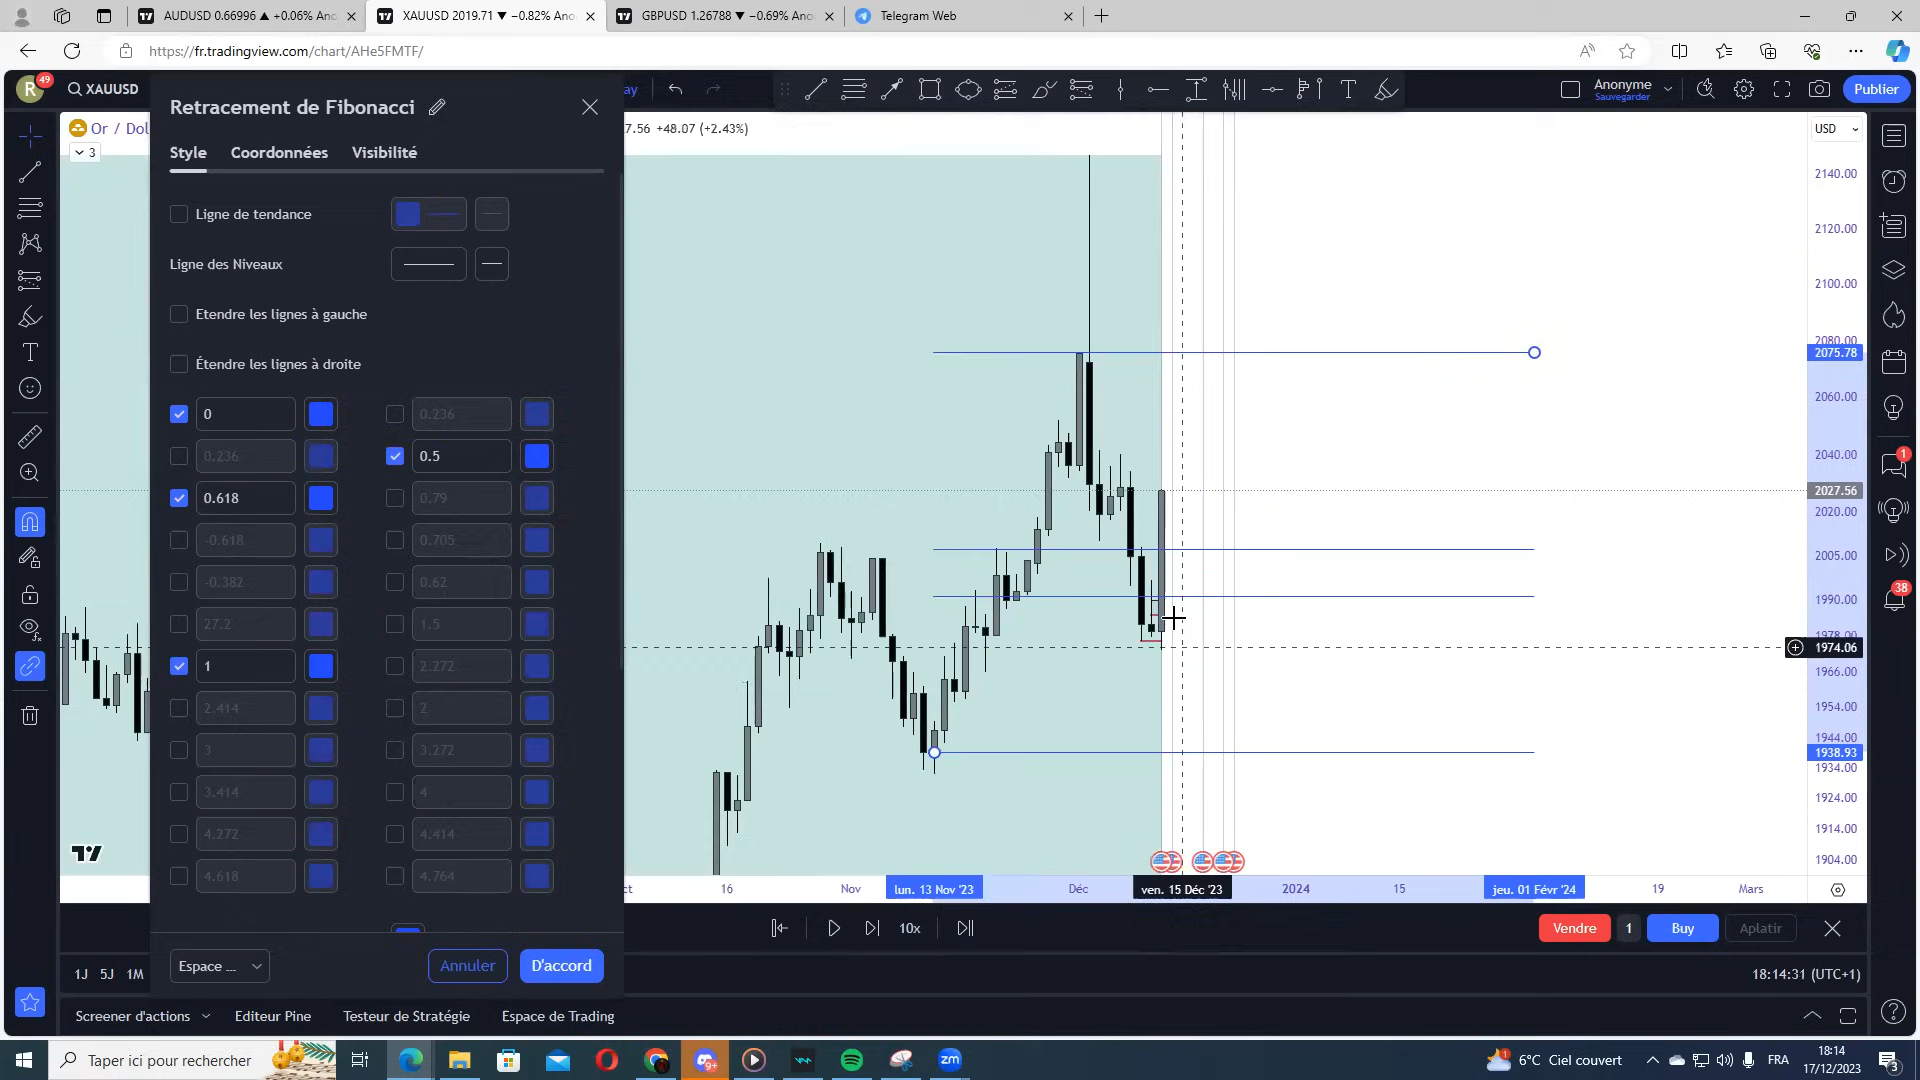 AUDUSD 0.66996 ▲ +0.06% Ano
XAUUSD 2019.71 ▼ −0.82% Ano
GBPUSD 1.26788 ▼ −0.69% Ano
Telegram Web
https://fr.tradingview.com/chart/AHe5FMTF/
R
49
XAUUSD
ay
Anonyme
Sauvegarder
Publier
Or / Dol
7.56 +48.07 (+2.43%)
USD
3
Retracement de Fibonacci
Style
Coordonnées
Visibilité
Ligne de tendance
Ligne des Niveaux
Etendre les lignes à gauche
Étendre les lignes à droite
0
0.236
0.236
0.5
0.618
0.79
-0.618
0.705
-0.382
0.62
27.2
1.5
1
2.272
2.414
2
3
3.272
3.414
4
4.272
4.414
4.618
4.764
Espace ...
Annuler
D'accord
2140.00
2120.00
2100.00
2080.00
2075.78
2060.00
2040.00
2027.56
2020.00
2005.00
1990.00
1978.00
1974.06
1966.00
1954.00
1944.00
1938.93
1934.00
1924.00
1914.00
1904.00
1
38
ct
16
Nov
lun. 13 Nov '23
Déc
ven. 15 Déc '23
2024
15
jeu. 01 Févr '24
19
Mars
10x
Vendre
1
Buy
Aplatir
1J
5J
1M
18:14:31 (UTC+1)
Screener d'actions
Editeur Pine
Testeur de Stratégie
Espace de Trading
Taper ici pour rechercher
9+
zm
1
6°C Ciel couvert
FRA
18:14
17/12/2023
3